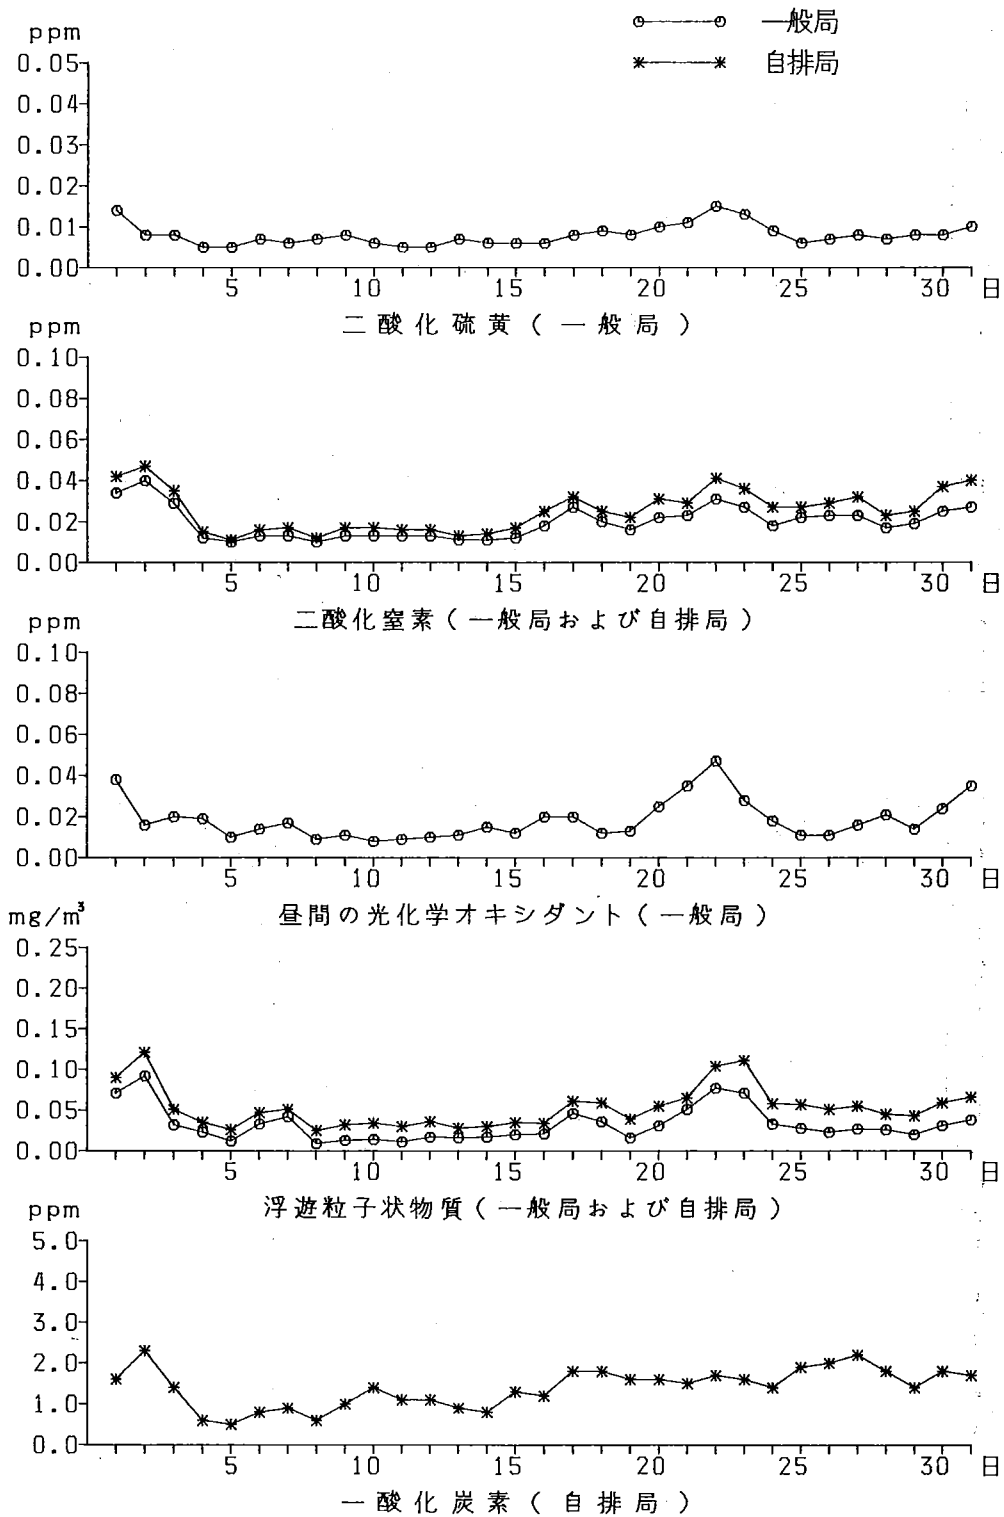 一般局
自排局
ppm
0.05
0.04
0.03
0.02
0.01
0.00
5 10 15 20 25 30 日
二酸化硫黄(一般局)
ppm
0.10
0.08
0.06
0.04
0.02
0.00
5 10 15 20 25 30 日
二酸化窒素(一般局および自排局)
ppm
0.10
0.08
0.06
0.04
0.02
0.00
5 10 15 20 25 30 日
昼間の光化学オキシダント(一般局)
mg/m³
0.25
0.20
0.15
0.10
0.05
0.00
5 10 15 20 25 30 日
浮遊粒子状物質(一般局および自排局)
ppm
5.0
4.0
3.0
2.0
1.0
0.0
5 10 15 20 25 30 日
一酸化炭素(自排局)